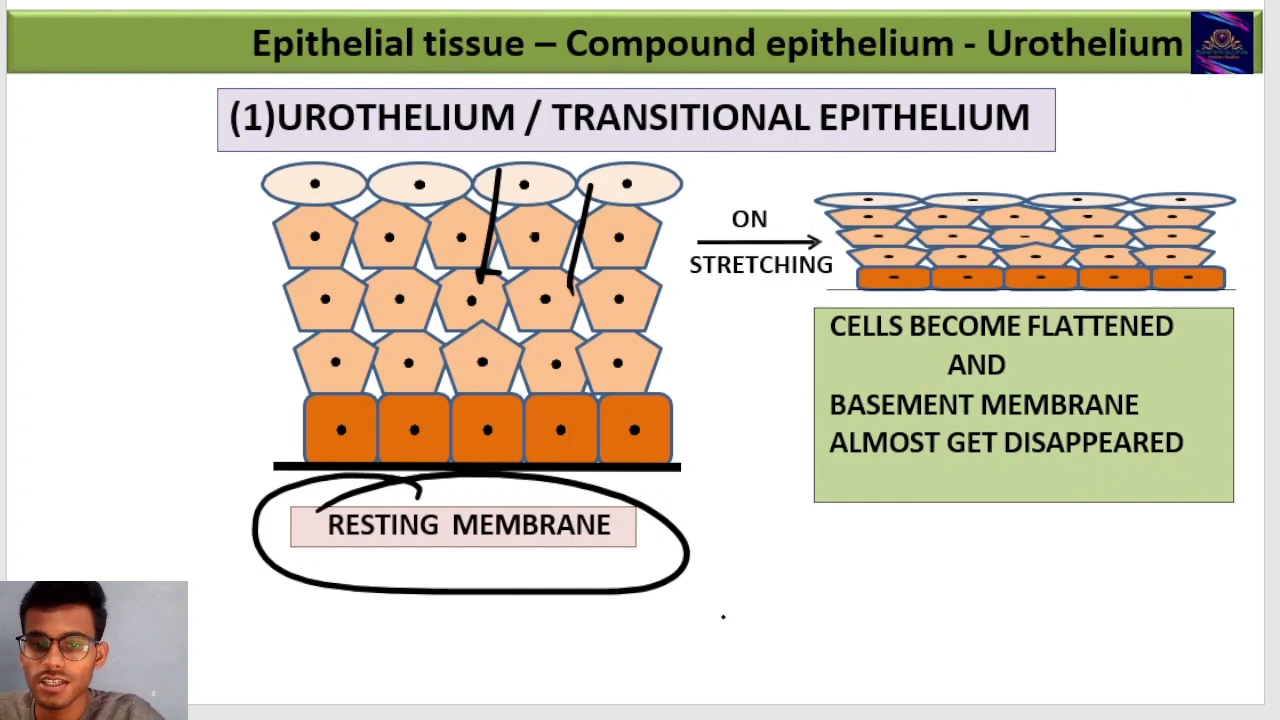 Epithelial tissue – Compound epithelium - Urothelium
(1)UROTHELIUM / TRANSITIONAL EPITHELIUM
ON
STRETCHING
CELLS BECOME FLATTENED
AND
BASEMENT MEMBRANE
ALMOST GET DISAPPEARED
RESTING MEMBRANE